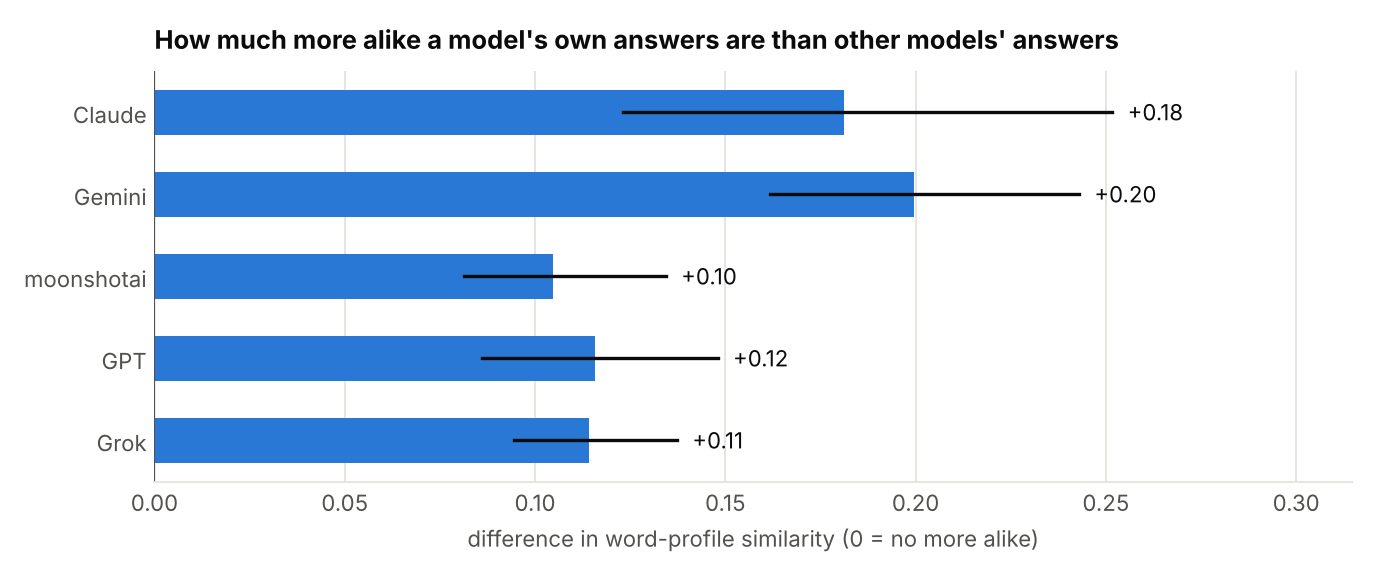 How much more alike a model's own answers are than other models' answers
Claude
+0.18
Gemini
+0.20
moonshotai
+0.10
GPT
+0.12
Grok
+0.11
0.00 0.05 0.10 0.15 0.20 0.25 0.30
difference in word-profile similarity (0 = no more alike)